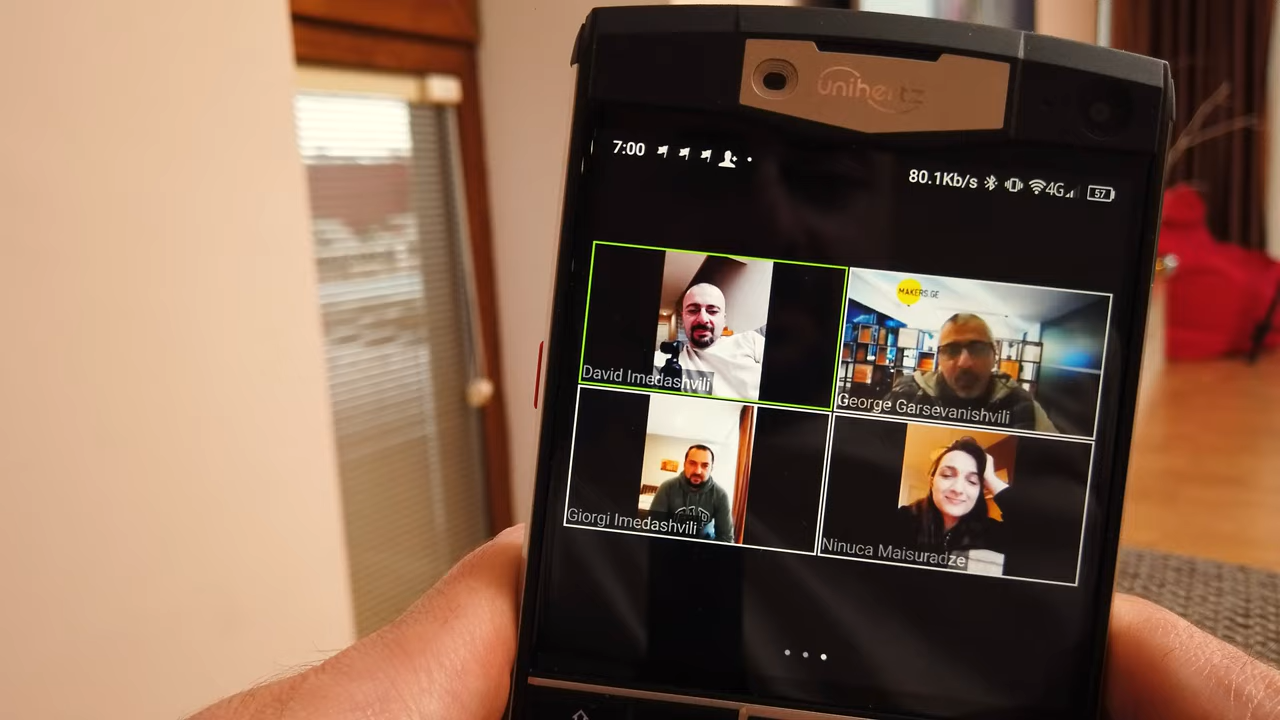 unihertz
7:00
80.1Kb/s 4G 57
MAKERS.GE
David Imedashvili
George Garsevanishvili
Giorgi Imedashvili
Ninuca Maisuradze